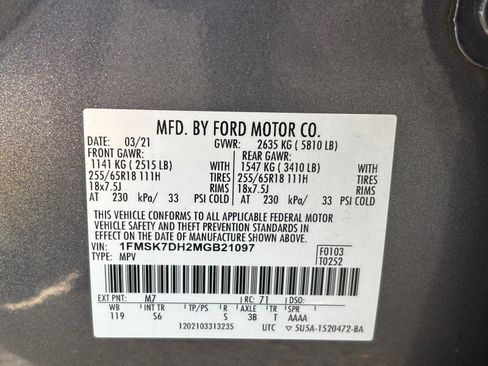 MFD. BY FORD MOTOR CO.
DATE: 03/21 GVWR: 2635 KG ( 5810 LB)
FRONT GAWR: REAR GAWR:
1141 KG ( 2515 LB) WITH 1547 KG ( 3410 LB) WITH
255/65R18 111H TIRES 255/65R18 111H TIRES
18x7.5J RIMS 18x7.5J RIMS
AT 230 kPa/ 33 PSI COLD AT 230 kPa/ 33 PSI COLD
THIS VEHICLE CONFORMS TO ALL APPLICABLE FEDERAL MOTOR
VEHICLE SAFETY AND THEFT PREVENTION STANDARDS IN EFFECT ON
THE DATE OF MANUFACTURE SHOWN ABOVE.
VIN: 1FMSK7DH2MGB21097 F0103
TYPE: MPV T0252
EXT PNT: M7 RC: 71 DSO:
WB INT TR TP/PS R AXLE TR SPR
119 S6 S 3B T AAAA
1202103313235 UTC 5U5A-1520472-BA